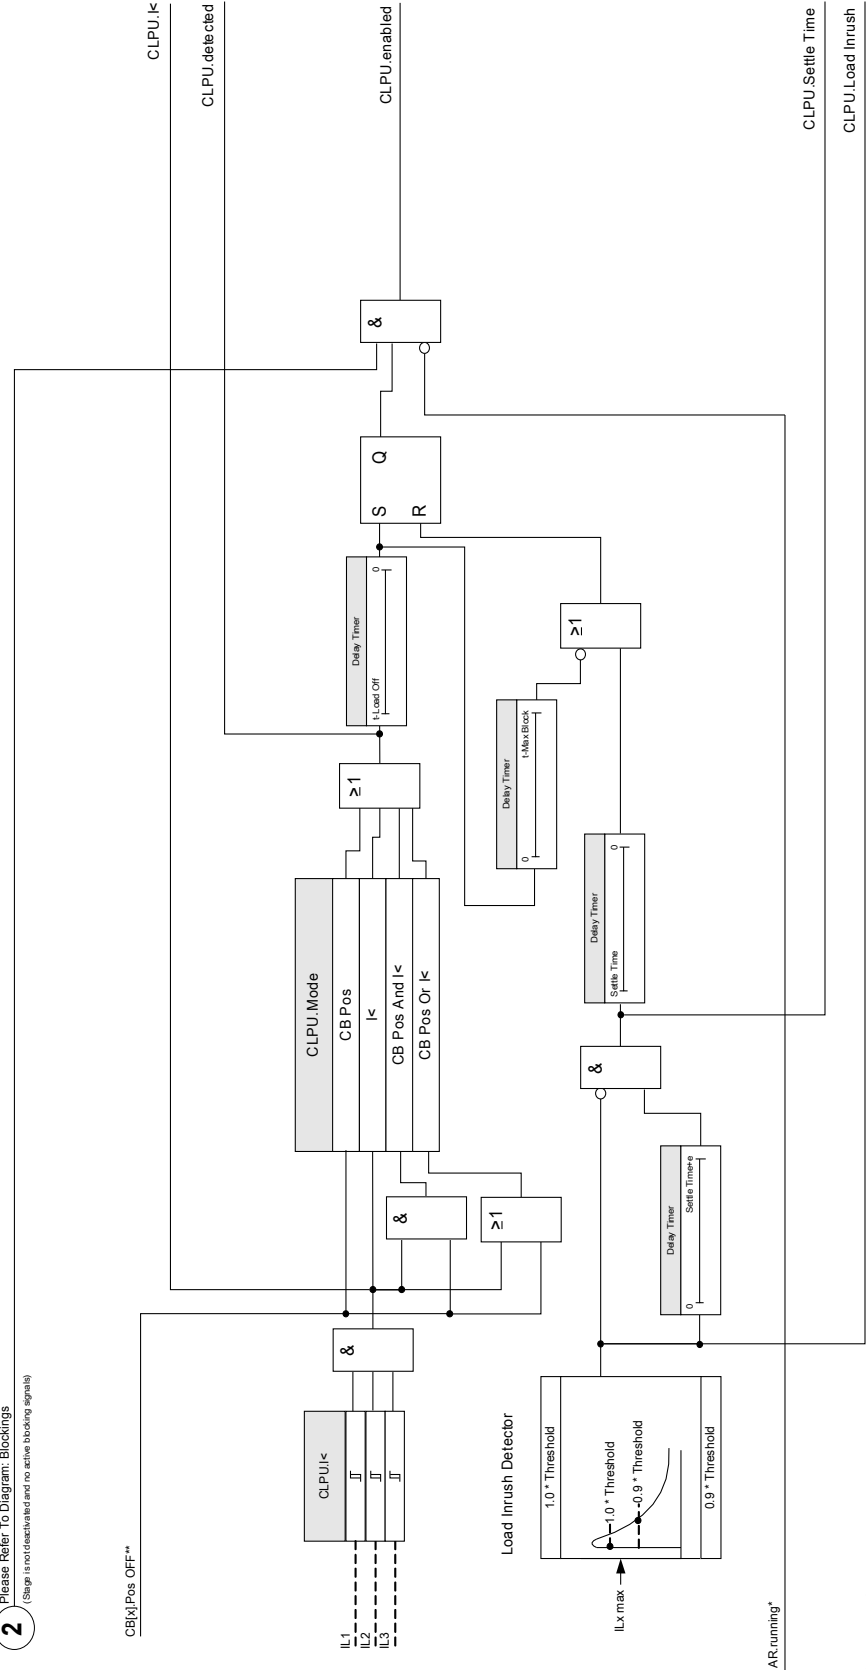 2
Please Refer To Diagram: Blockings
(Stage is not deactivated and no active blocking signals)
CB[x].Pos OFF**
IL1
IL2
IL3
CLPU.I<
&
&
≥1
CLPU.Mode
CB Pos
I<
CB Pos And I<
CB Pos Or I<
≥1
Delay Timer
t-Load Off
0
S
R
Q
&
CLPU.I<
CLPU.detected
CLPU.enabled
Delay Timer
0
t-Max Block
≥1
Load Inrush Detector
1.0 * Threshold
1.0 * Threshold
0.9 * Threshold
0.9 * Threshold
ILx max
Delay Timer
0
Settle Time+e
&
Delay Timer
Settle Time
0
CLPU.Settle Time
CLPU.Load Inrush
AR.running*